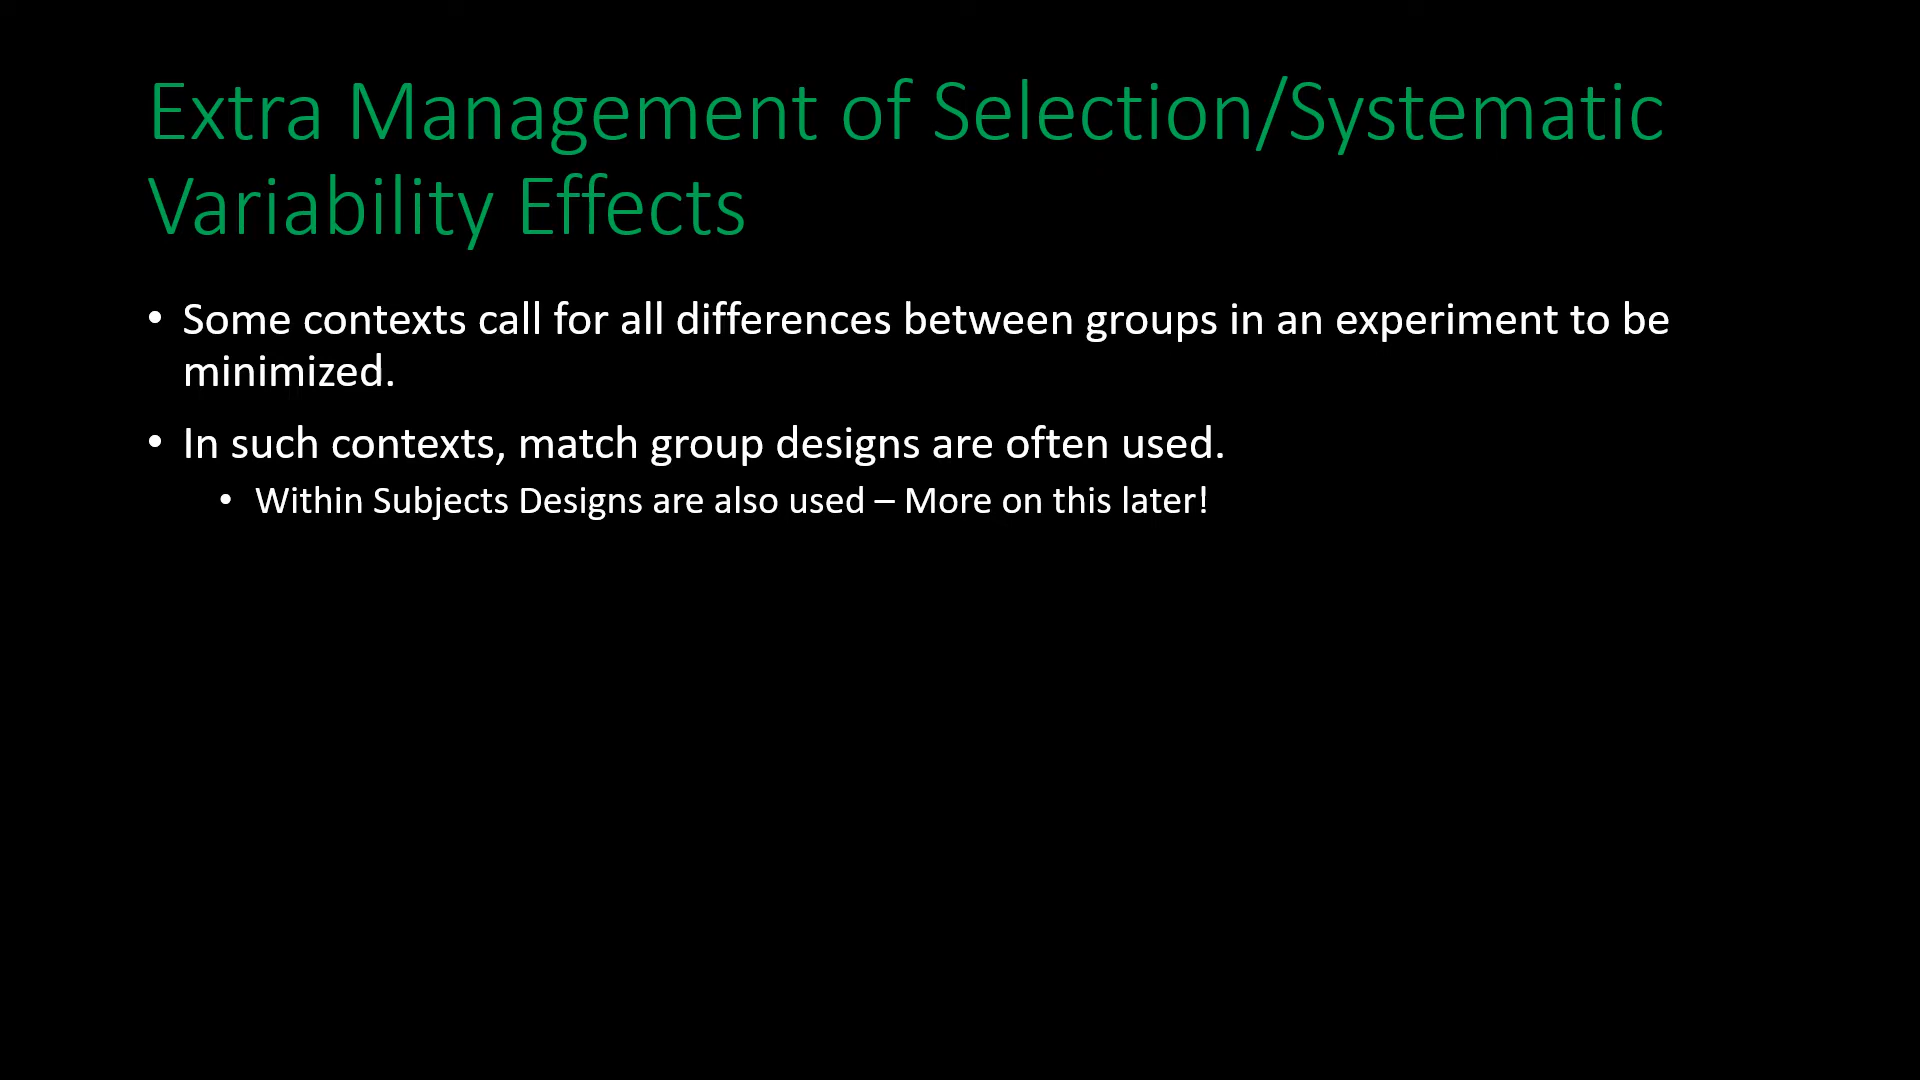 Extra Management of Selection/Systematic
Variability Effects
• Some contexts call for all differences between groups in an experiment to be
minimized.
• In such contexts, match group designs are often used.
• Within Subjects Designs are also used – More on this later!